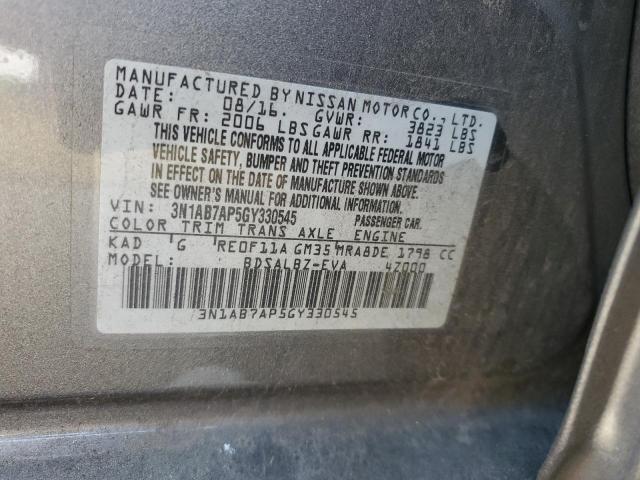 MANUFACTURED BY NISSAN MOTOR CO., LTD.
DATE: 08/16. GVWR: 3823 LBS
GAWR FR: 2006 LBS GAWR RR: 1841 LBS
THIS VEHICLE CONFORMS TO ALL APPLICABLE FEDERAL MOTOR
VEHICLE SAFETY, BUMPER AND THEFT PREVENTION STANDARDS
IN EFFECT ON THE DATE OF MANUFACTURE SHOWN ABOVE.
SEE OWNER'S MANUAL FOR ADDITIONAL INFORMATION.
VIN: 3N1AB7AP5GY330545 PASSENGER CAR.
COLOR TRIM TRANS AXLE ENGINE
KAD G RE0F11A GM35 MRA8DE 1798 CC
MODEL: BDSALBZ-EVA 4Z000
3N1AB7AP5GY330545